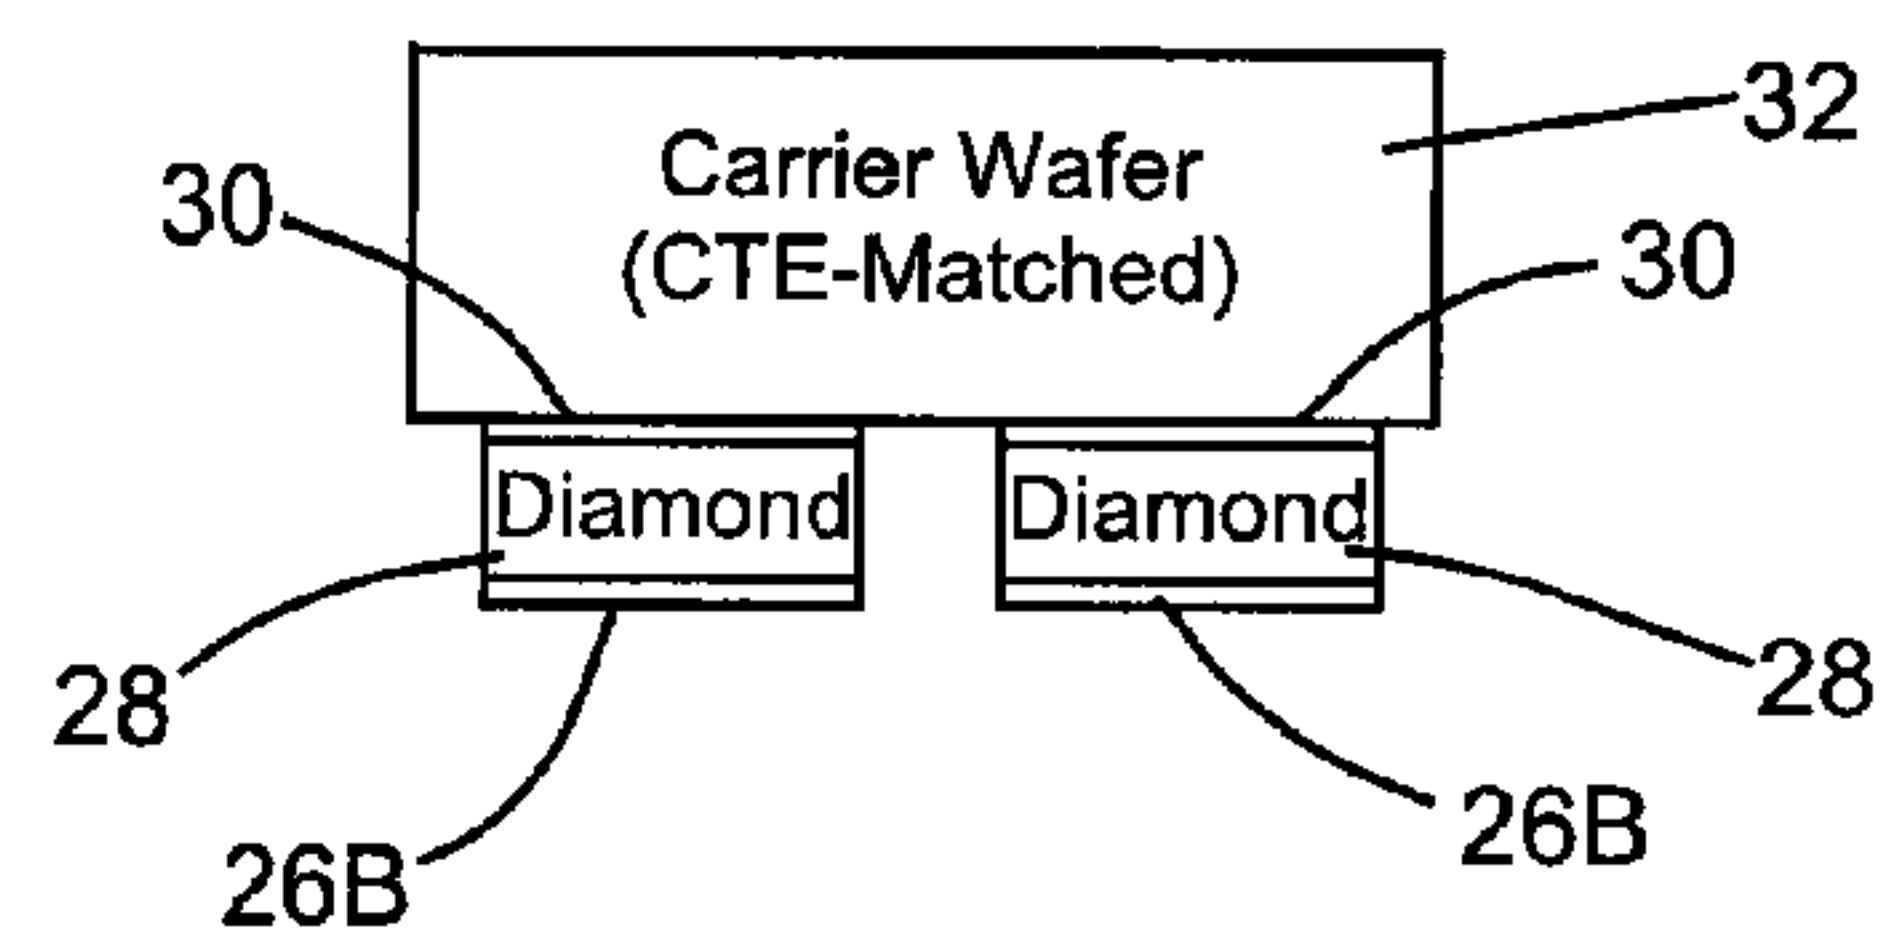 32
Carrier Wafer
30
(CTE-Matched)
30
Diamond
Diamond
28
28
26B
26B